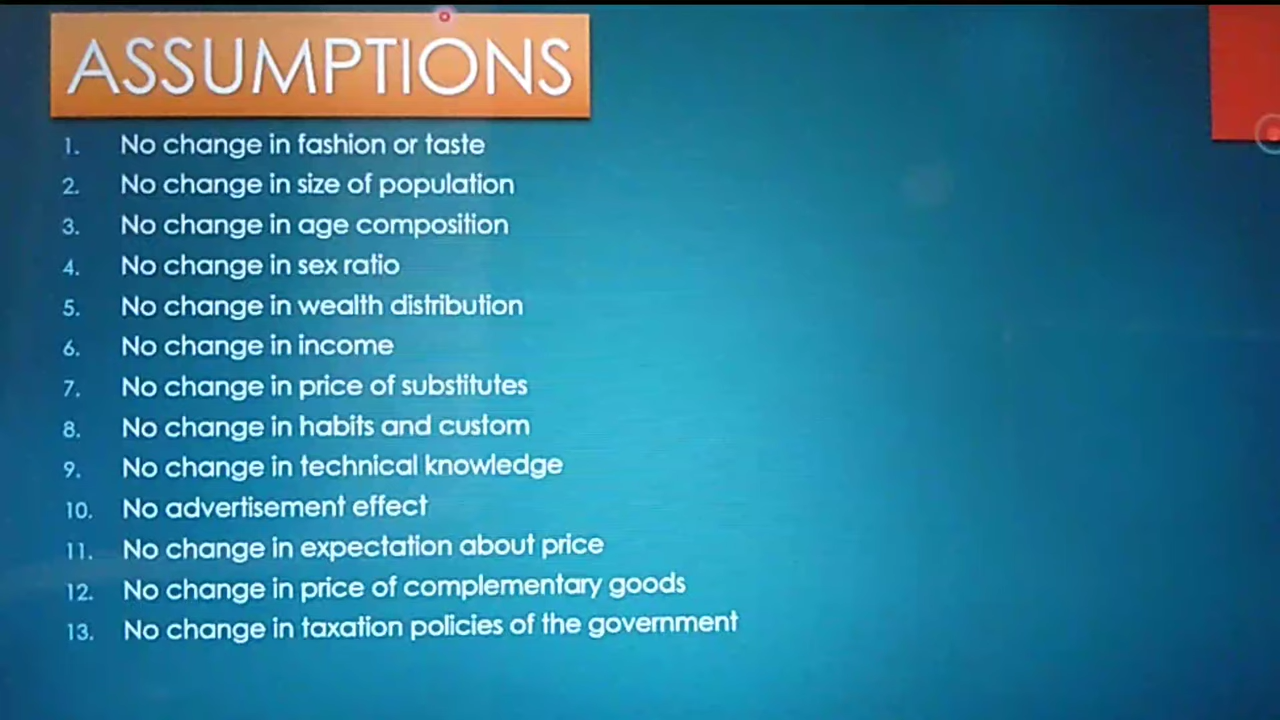 ASSUMPTIONS
1. No change in fashion or taste
2. No change in size of population
3. No change in age composition
4. No change in sex ratio
5. No change in wealth distribution
6. No change in income
7. No change in price of substitutes
8. No change in habits and custom
9. No change in technical knowledge
10. No advertisement effect
11. No change in expectation about price
12. No change in price of complementary goods
13. No change in taxation policies of the government